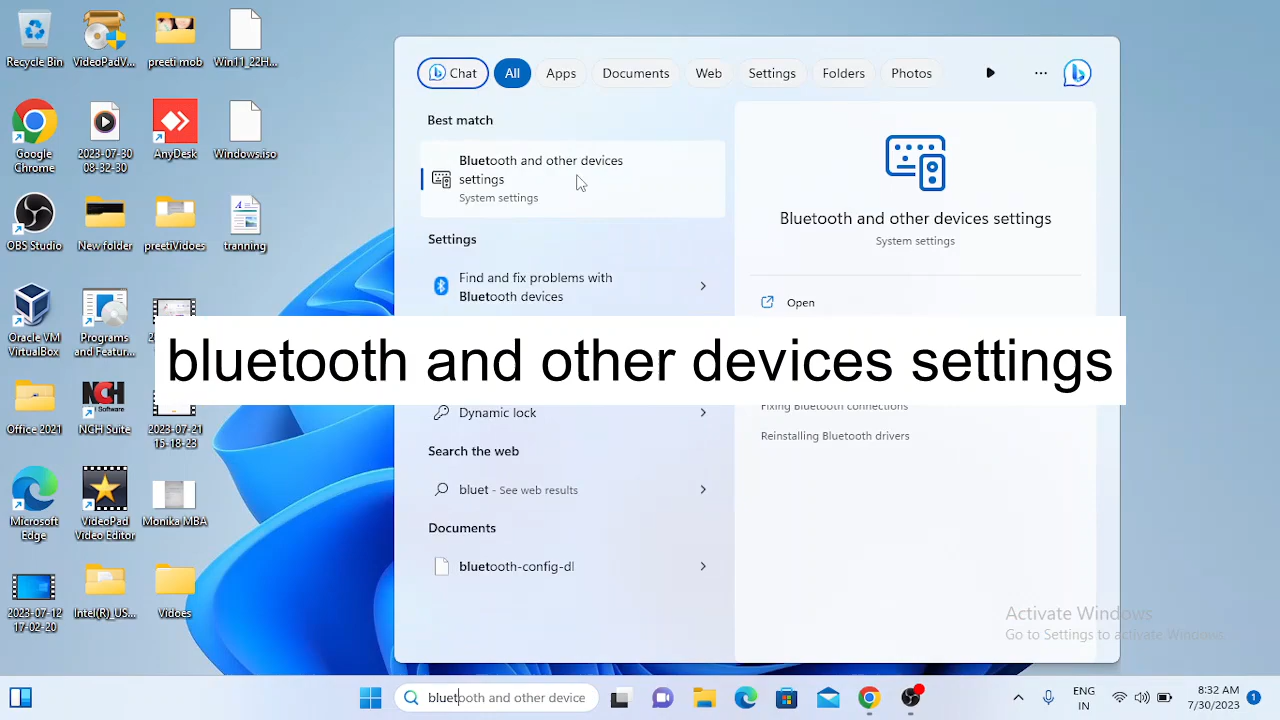 Recycle Bin
VideoPadV...
preeti mob
Win11_22H...
Google
Chrome
2023-07-30
08-32-30
AnyDesk
Windows.iso
OBS Studio
New folder
preetiVidoes
tranning
Oracle VM
VirtualBox
Programs
and Featur...
Office 2021
NCH Suite
2023-07-21
15-18-23
Microsoft
Edge
VideoPad
Video Editor
Monika MBA
2023-07-12
17-02-20
Intel(R)_US...
Vidoes
Chat
All
Apps
Documents
Web
Settings
Folders
Photos
Best match
Bluetooth and other devices
settings
System settings
Settings
Find and fix problems with
Bluetooth devices
bluetooth and other devices settings
Dynamic lock
Search the web
bluet - See web results
Documents
bluetooth-config-dl
Bluetooth and other devices settings
System settings
Open
Fixing Bluetooth connections
Reinstalling Bluetooth drivers
Activate Windows
Go to Settings to activate Windows.
bluetooth and other device
NCH
NCH Software
ENG
IN
8:32 AM
7/30/2023
1